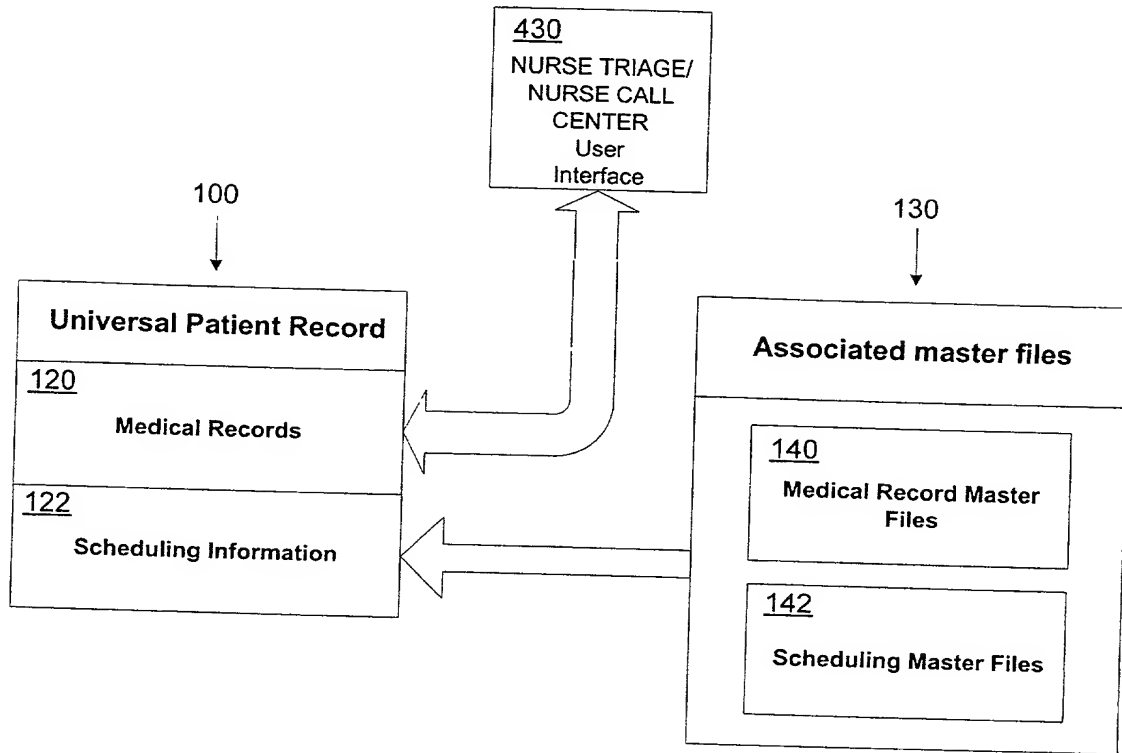 430
NURSE TRIAGE/
NURSE CALL
CENTER
User
Interface
100
130
Universal Patient Record
120
Medical Records
122
Scheduling Information
Associated master files
140
Medical Record Master
Files
142
Scheduling Master Files